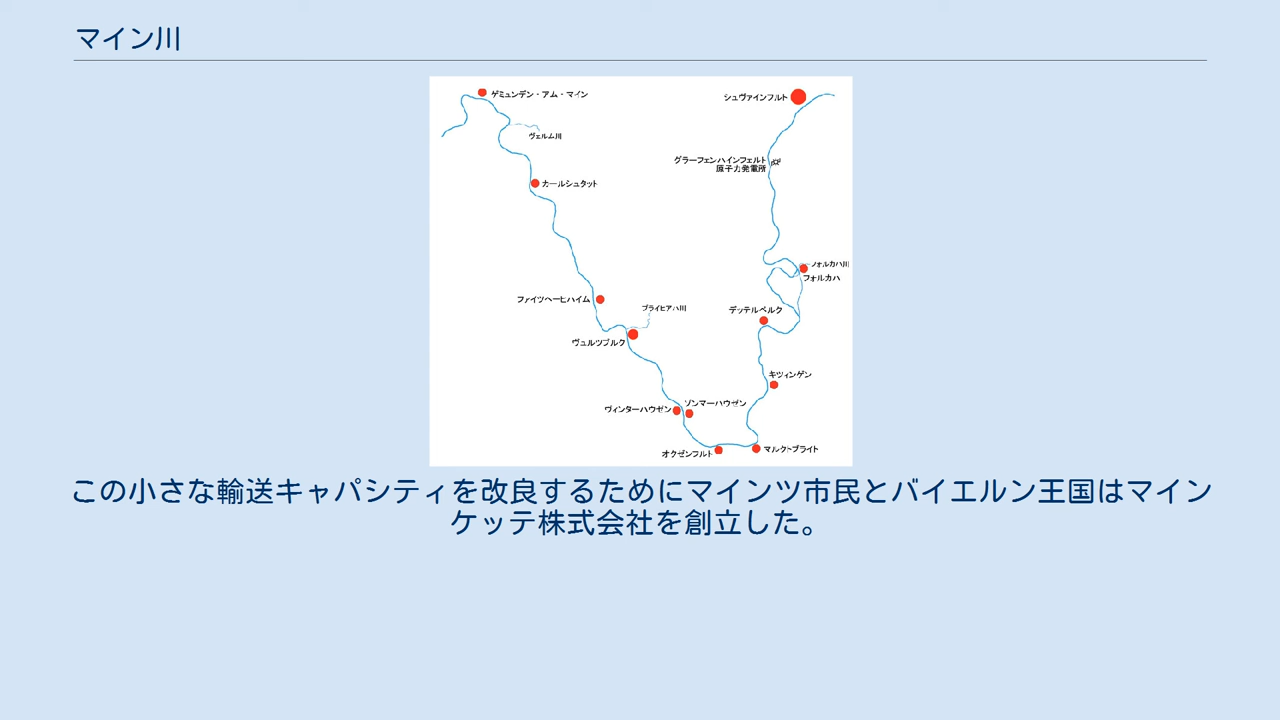 マイン川
ゲミュンデン・アム・マイン
シュヴァインフルト
ヴェルム川
グラーフェンハインフェルト
原子力発電所
カールシュタット
フォルカハ川
フォルカハ
ファイツヘーヒハイム
プライヒアハ川
デッテルベルク
ヴュルツブルク
キツィンゲン
ヴィンターハウゼン
ゾンマーハウゼン
オクゼンフルト
マルクトブライト
この小さな輸送キャパシティを改良するためにマインツ市民とバイエルン王国はマイン
ケッテ株式会社を創立した。